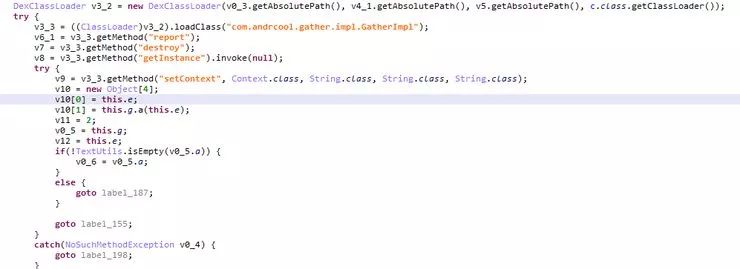 DexClassLoader v3_2 = new DexClassLoader(v0_3.getAbsolutePath(), v4_1.getAbsolutePath(), v5.getAbsolutePath(), c.class.getClassLoader());
try {
v3_3 = ((ClassLoader)v3_2).loadClass("com.andrcool.gather.impl.GatherImpl");
v6_1 = v3_3.getMethod("report");
v7 = v3_3.getMethod("destroy");
v8 = v3_3.getMethod("getInstance").invoke(null);
try {
v9 = v3_3.getMethod("setContext", Context.class, String.class, String.class, String.class);
v10 = new Object[4];
v10[0] = this.e;
v10[1] = this.g.a(this.e);
v11 = 2;
v0_5 = this.g;
v12 = this.e;
if(!TextUtils.isEmpty(v0_5.a)) {
v0_6 = v0_5.a;
}
else {
goto label_187;
}
goto label_155;
}
catch(NoSuchMethodException v0_4) {
goto label_198;
}